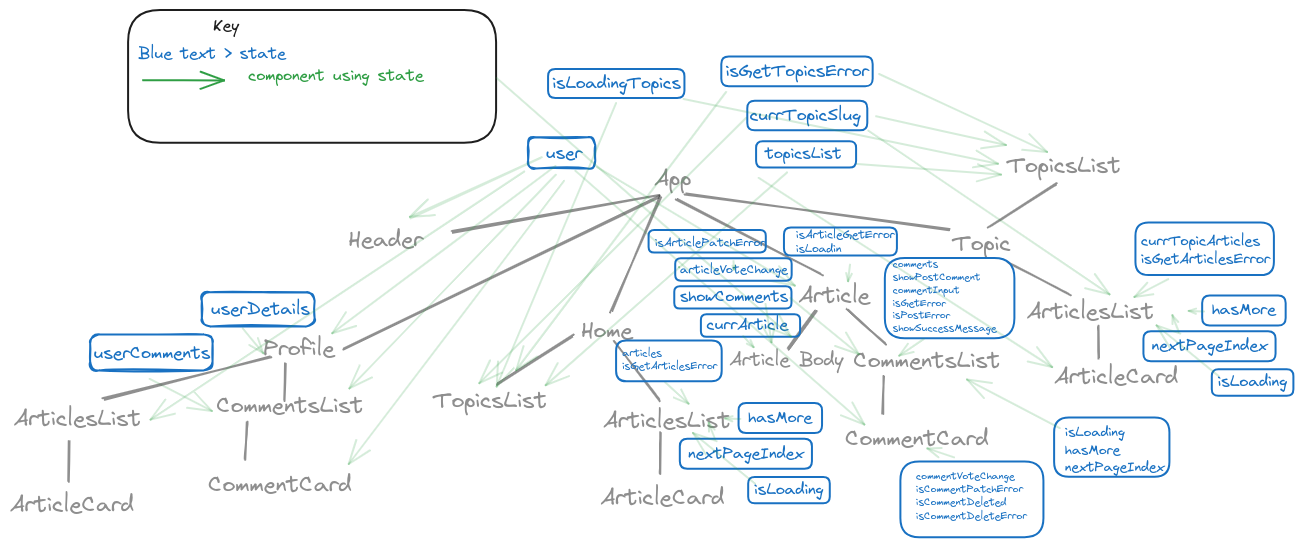 Key
Blue text > state
component using state
isLoadingTopics
isGetTopicsError
currTopicSlug
user
topicsList
TopicsList
App
Header
isArticlePatchError
isArticleGetError
isLoadin
Topic
currTopicArticles
isGetArticlesError
articleVoteChange
comments
showPostComment
commentInput
isGetError
isPostError
showSuccessMessage
userDetails
showComments
Article
ArticlesList
hasMore
currArticle
Home
userComments
Profile
articles
isGetArticlesError
Article Body
CommentsList
nextPageIndex
ArticleCard
isLoading
ArticlesList
CommentsList
TopicsList
ArticlesList
hasMore
CommentCard
isLoading
hasMore
nextPageIndex
nextPageIndex
ArticleCard
CommentCard
ArticleCard
isLoading
commentVoteChange
isCommentPatchError
isCommentDeleted
isCommentDeleteError